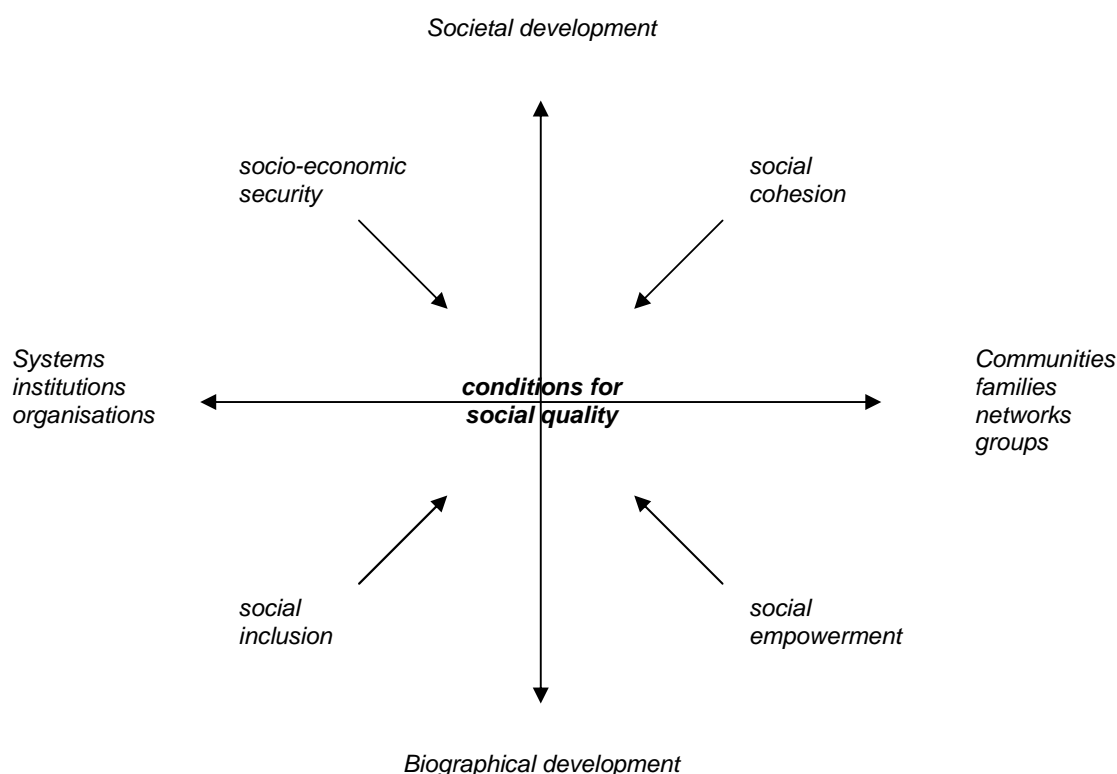 Societal development
socio-economic
security
social
cohesion
Systems
institutions
organisations
conditions for
social quality
Communities
families
networks
groups
social
inclusion
social
empowerment
Biographical development